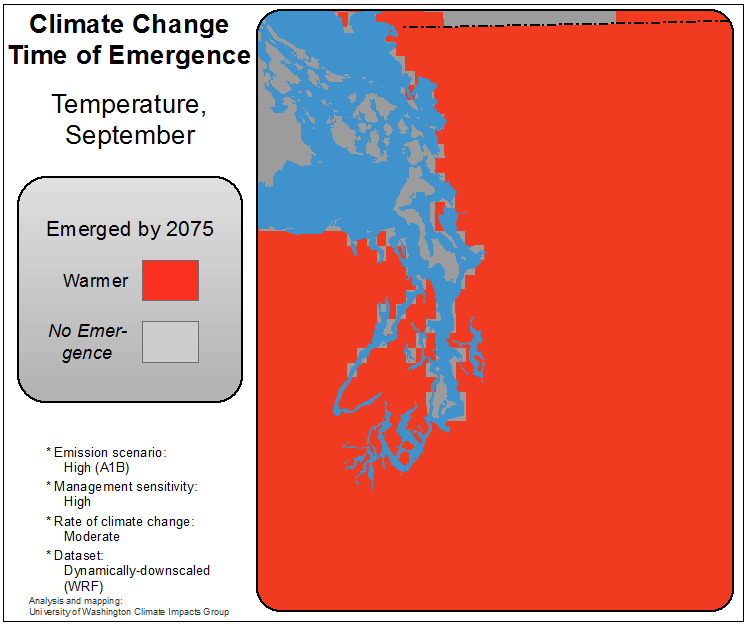 Climate Change
Time of Emergence
Temperature,
September
Emerged by 2075
Warmer
No Emer-
gence
* Emission scenario:
High (A1B)
* Management sensitivity:
High
* Rate of climate change:
Moderate
* Dataset:
Dynamically-downscaled
(WRF)
Analysis and mapping:
University of Washington Climate Impacts Group